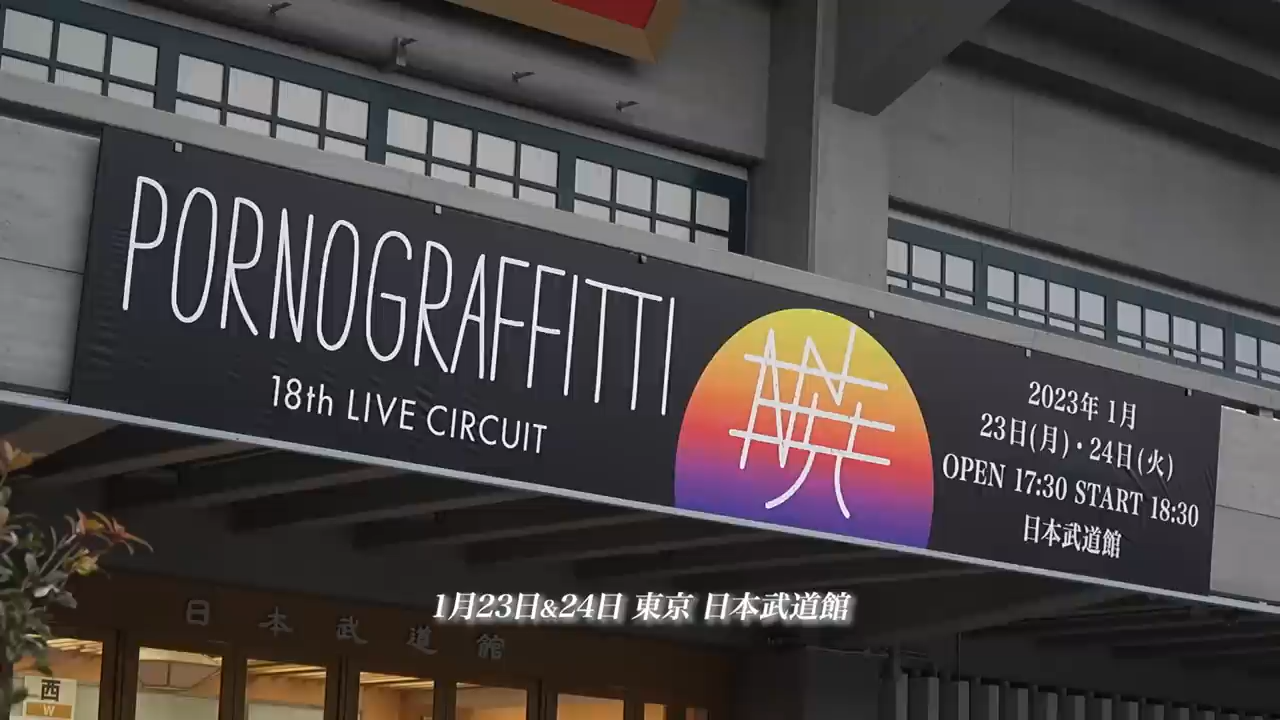 PORNOGRAFFITTI
18th LIVE CIRCUIT
暁
2023年 1月
23日(月)・24日(火)
OPEN 17:30 START 18:30
日本武道館
1月23日&24日 東京 日本武道館
日本武道館
西
W